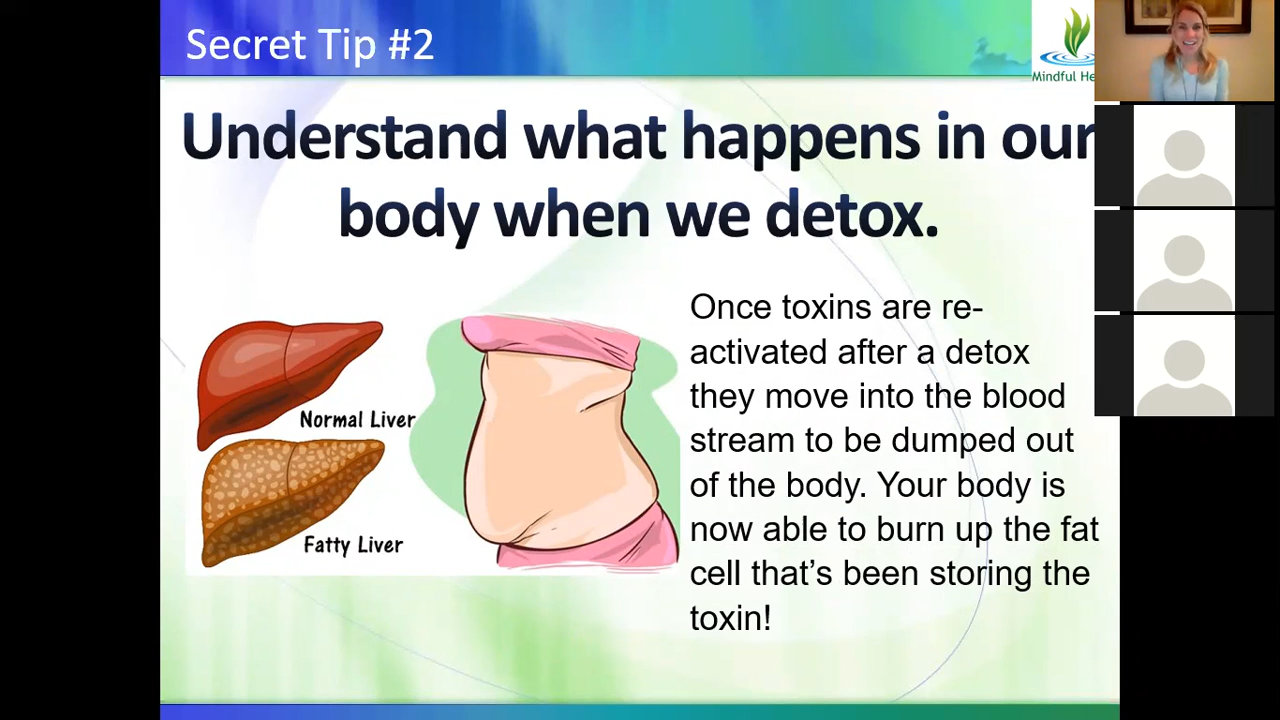 Secret Tip #2
Mindful He
Understand what happens in our
body when we detox.
Normal Liver
Fatty Liver
Once toxins are re-
activated after a detox
they move into the blood
stream to be dumped out
of the body. Your body is
now able to burn up the fat
cell that’s been storing the
toxin!